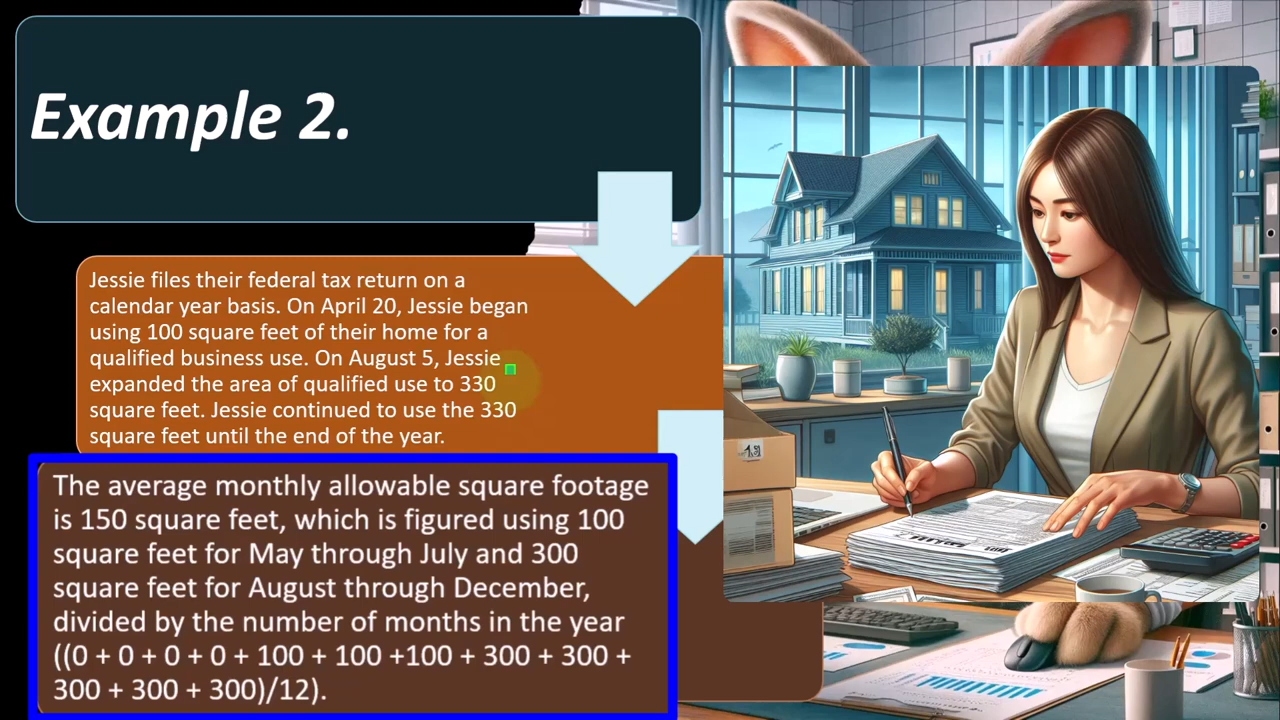 Example 2.
Jessie files their federal tax return on a
calendar year basis. On April 20, Jessie began
using 100 square feet of their home for a
qualified business use. On August 5, Jessie
expanded the area of qualified use to 330
square feet. Jessie continued to use the 330
square feet until the end of the year.
The average monthly allowable square footage
is 150 square feet, which is figured using 100
square feet for May through July and 300
square feet for August through December,
divided by the number of months in the year
((0 + 0 + 0 + 0 + 100 + 100 +100 + 300 + 300 +
300 + 300 + 300)/12).